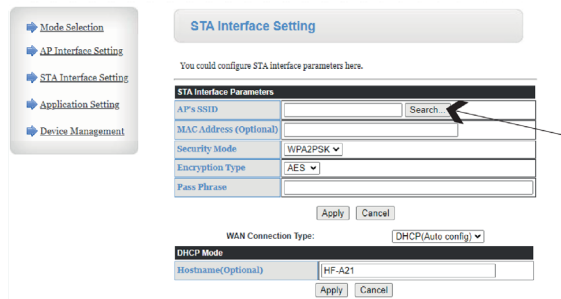 Mode Selection
AP Interface Setting
STA Interface Setting
Application Setting
Device Management
STA Interface Setting
You could configure STA interface parameters here.
STA Interface Parameters
AP's SSID Search...
MAC Address (Optional)
Security Mode WPA2PSK
Encryption Type AES
Pass Phrase
Apply Cancel
WAN Connection Type: DHCP(Auto config)
DHCP Mode
Hostname(Optional) HF-A21
Apply Cancel